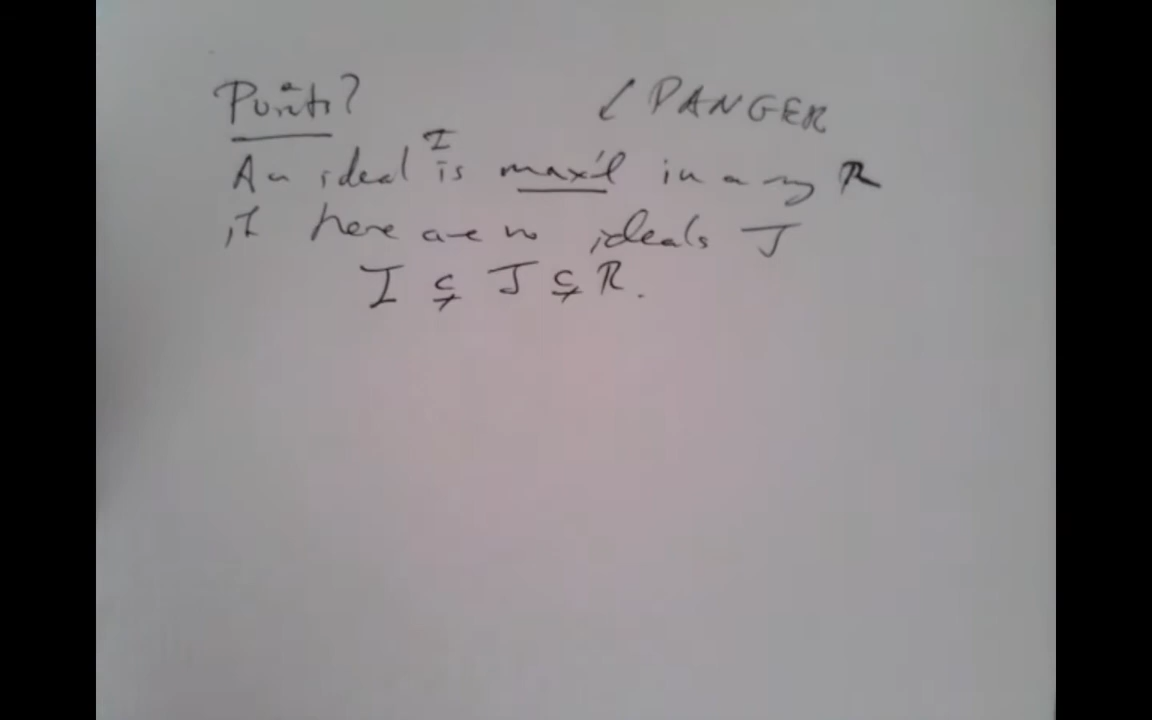 Points? ↙ DANGER
An ideal I is max'l in a ring R
if there are no ideals J
I ⊊ J ⊊ R.